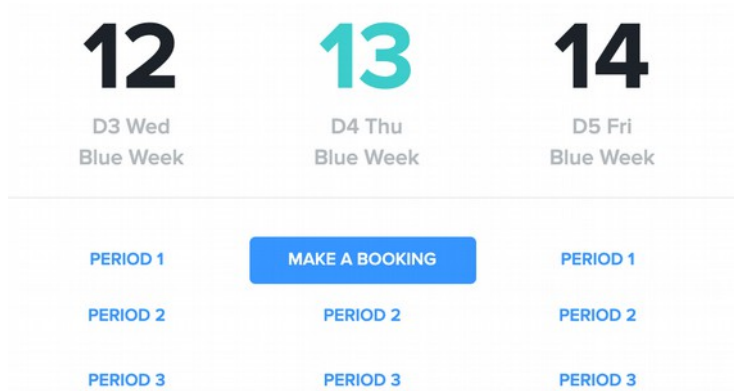 12 13 14
D3 Wed D4 Thu D5 Fri
Blue Week Blue Week Blue Week
PERIOD 1 MAKE A BOOKING PERIOD 1
PERIOD 2 PERIOD 2 PERIOD 2
PERIOD 3 PERIOD 3 PERIOD 3